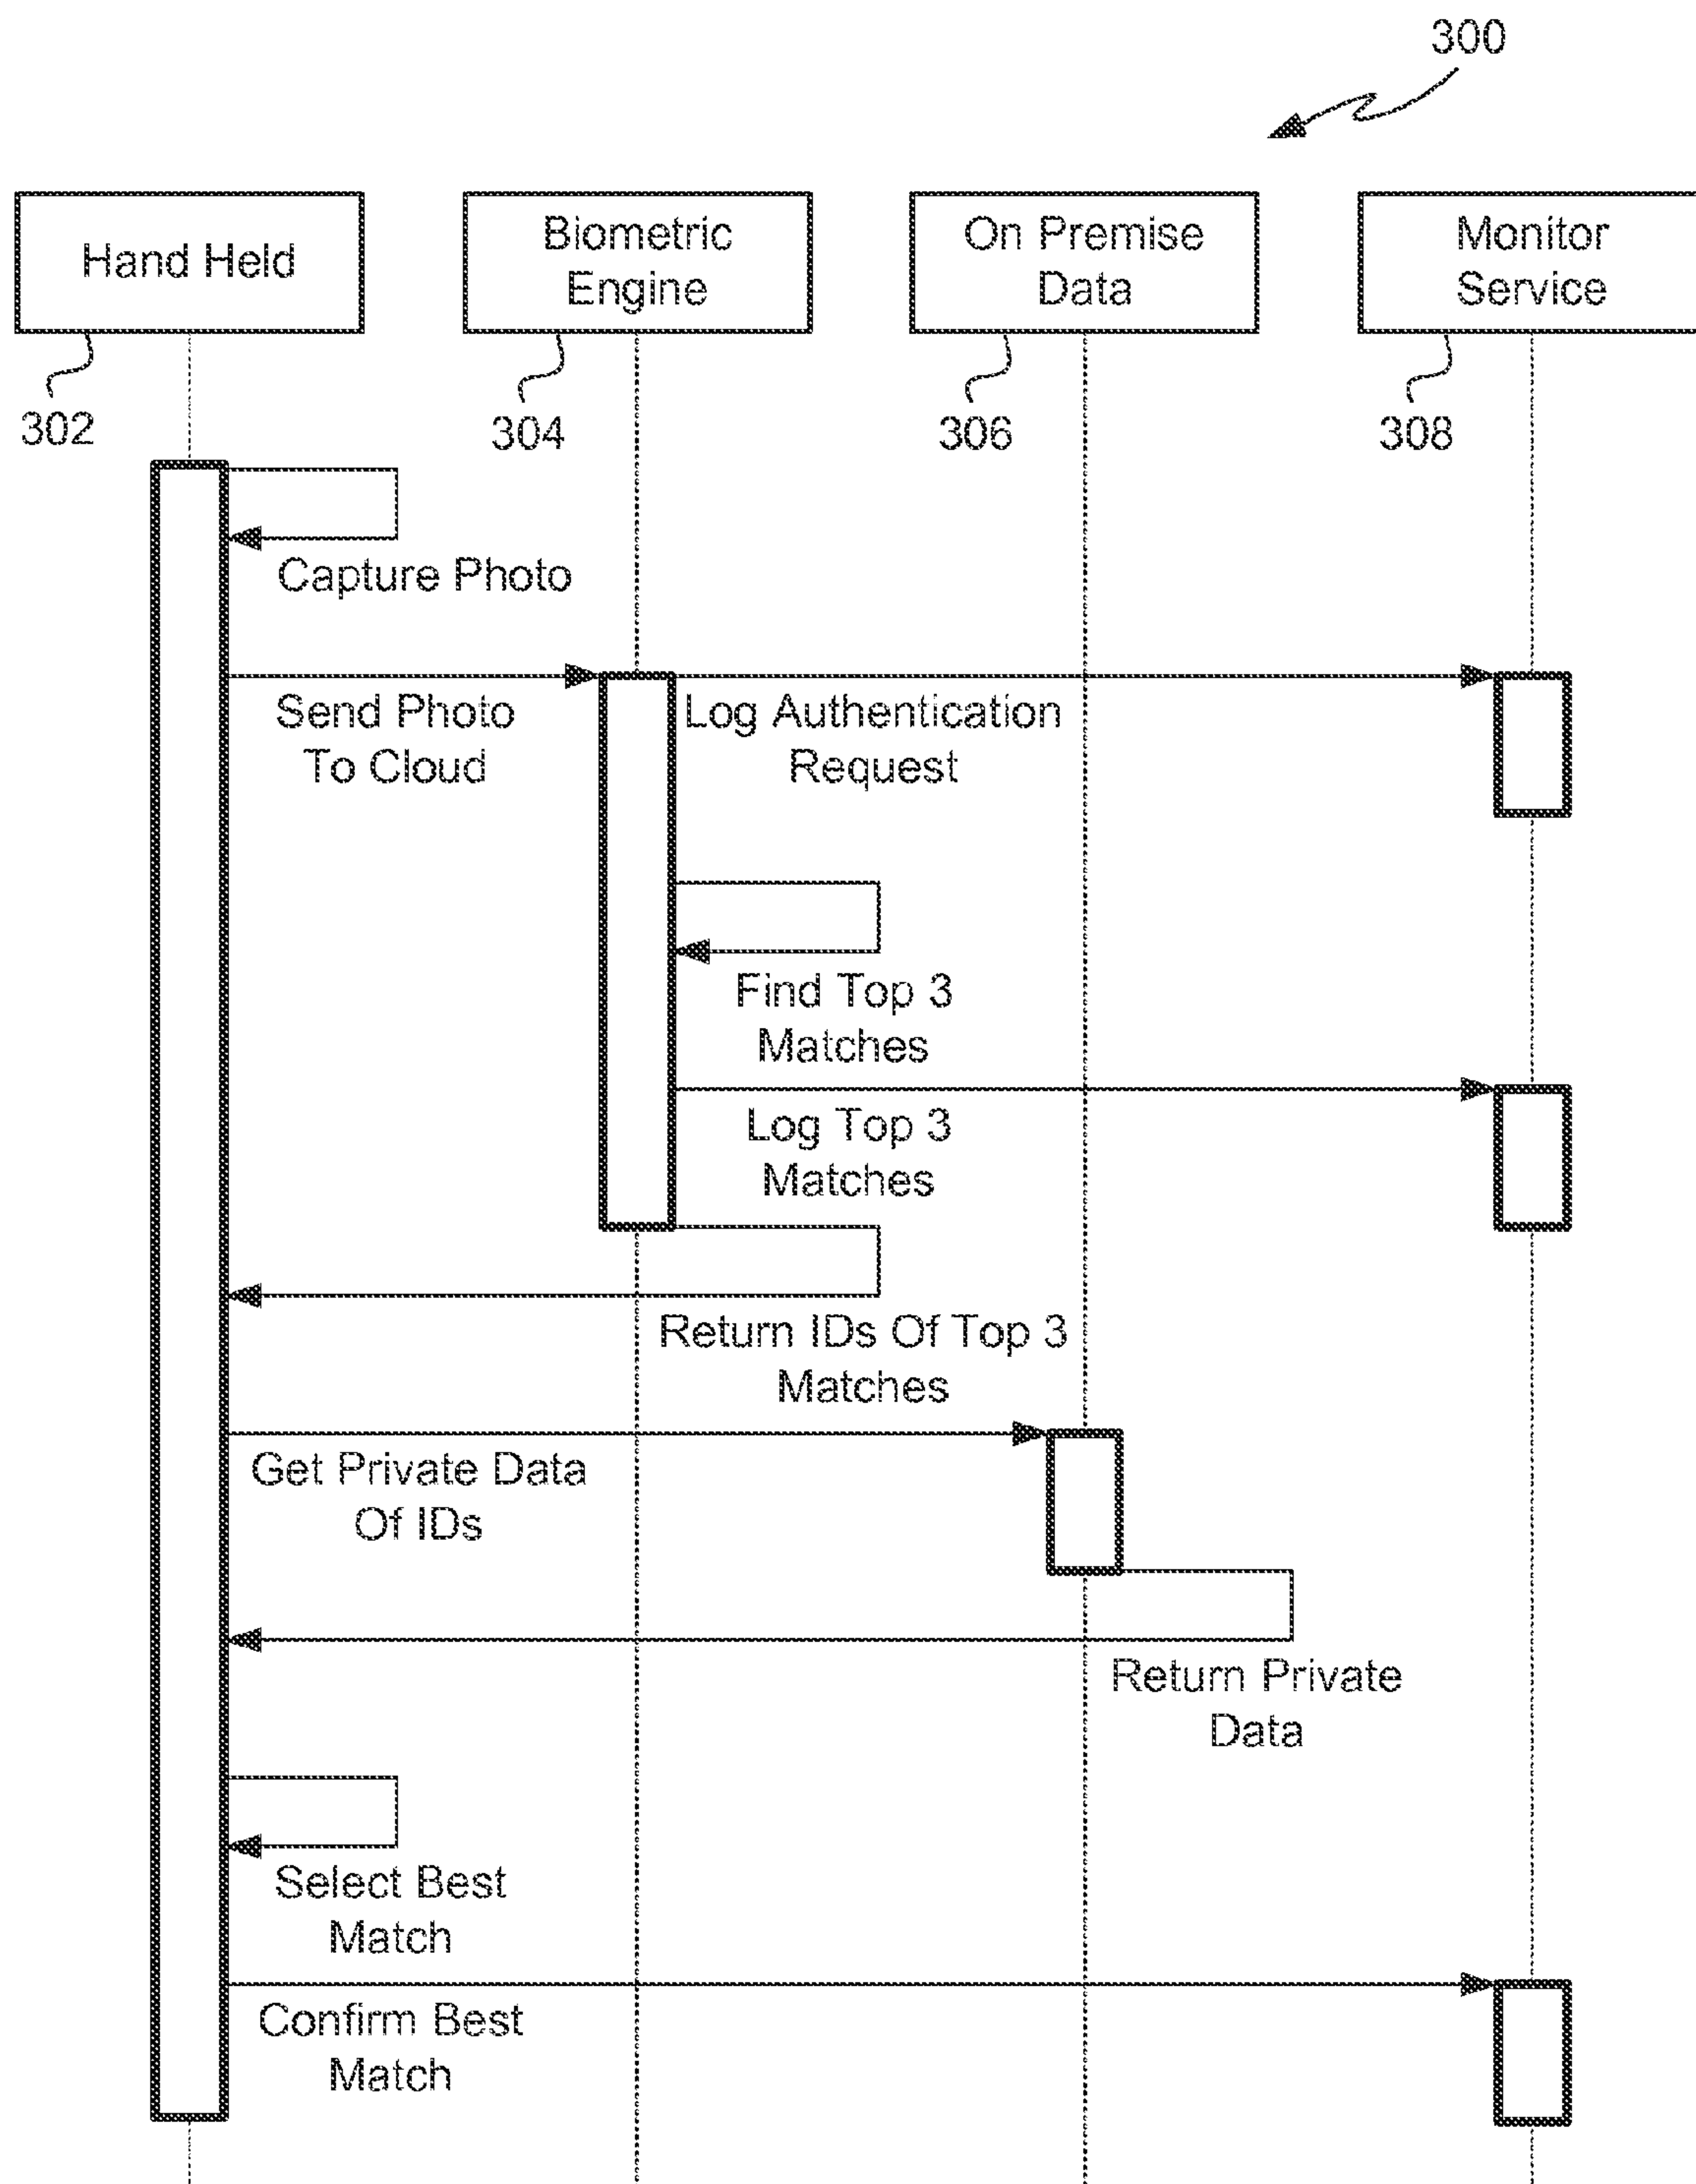 300
Hand Held
Biometric
Engine
On Premise
Data
Monitor
Service
302
304
306
308
Capture Photo
Send Photo
To Cloud
Log Authentication
Request
Find Top 3
Matches
Log Top 3
Matches
Return IDs Of Top 3
Matches
Get Private Data
Of IDs
Return Private
Data
Select Best
Match
Confirm Best
Match